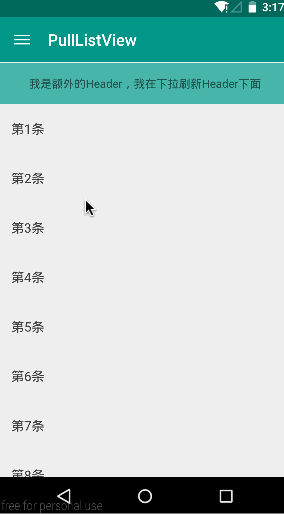 3:17
PullListView
我是额外的Header，我在下拉刷新Header下面
第1条
第2条
第3条
第4条
第5条
第6条
第7条
第8条
free for personal use